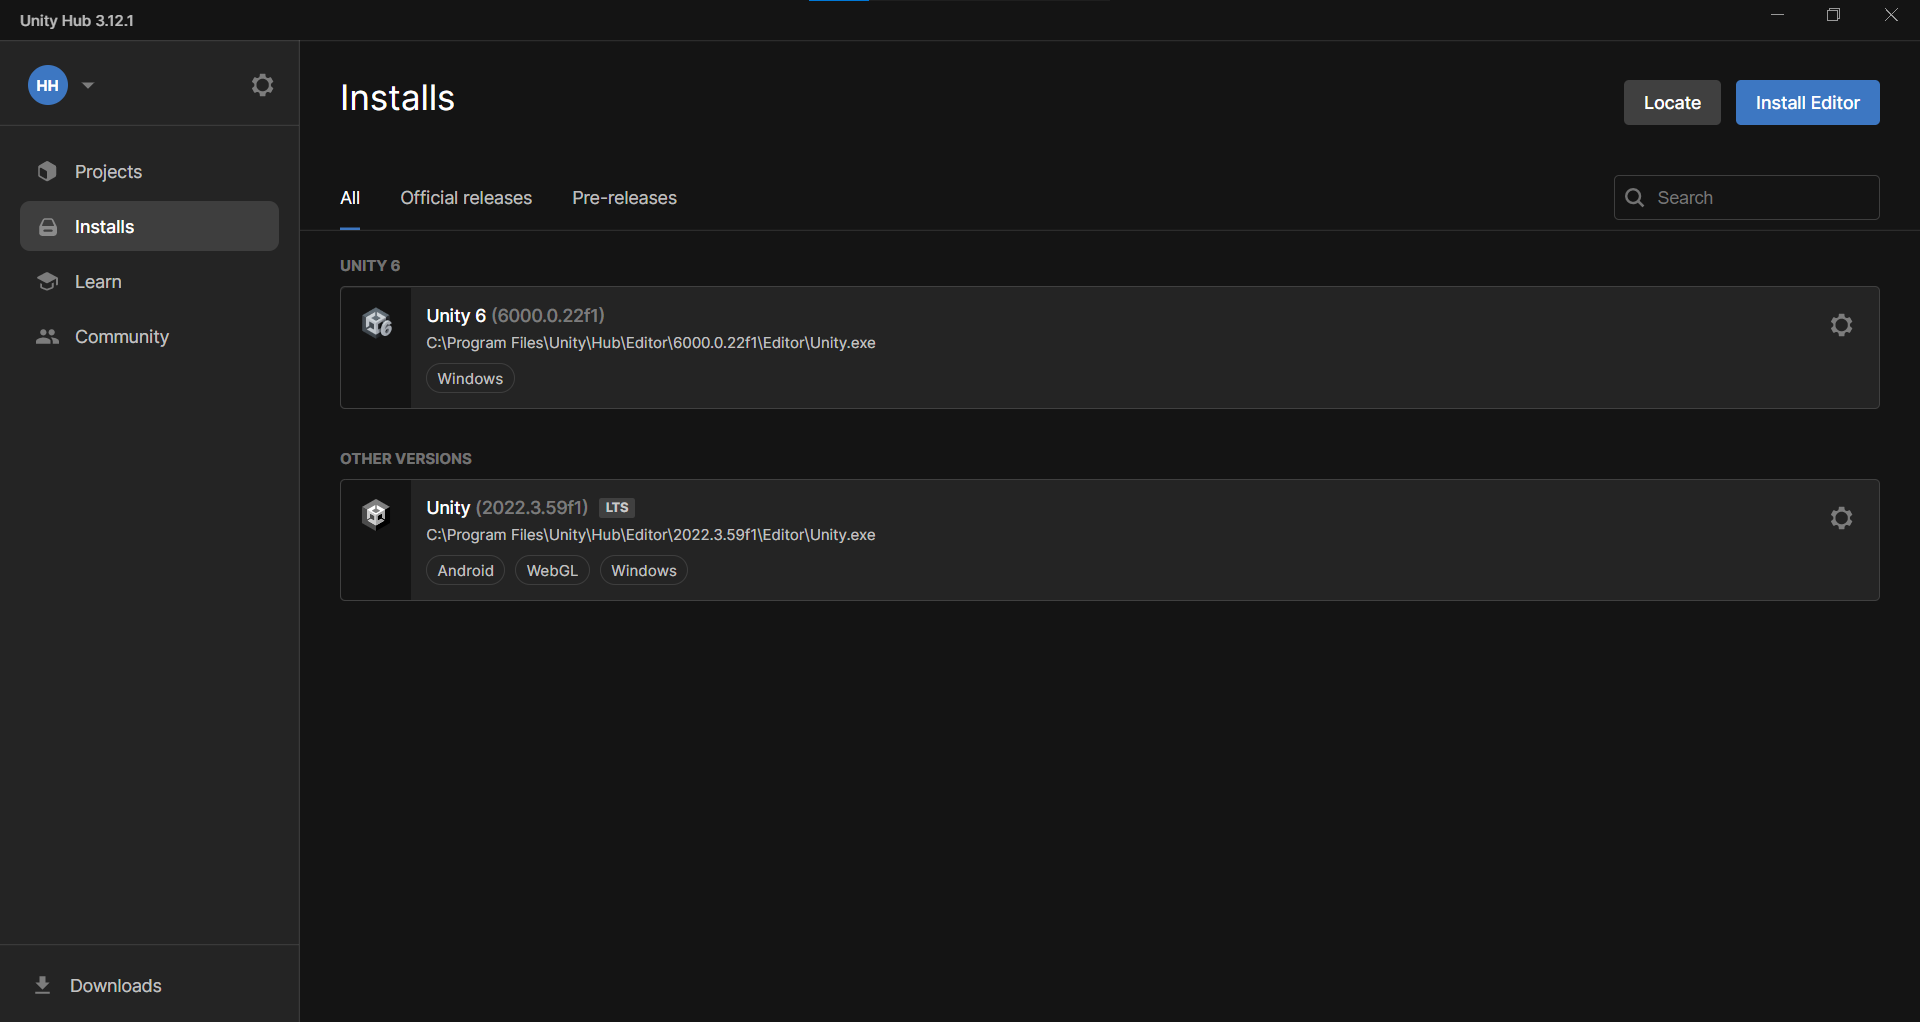 Unity Hub 3.12.1
HH
Projects
Installs
Learn
Community
Downloads
Installs
Locate
Install Editor
All
Official releases
Pre-releases
Search
UNITY 6
Unity 6 (6000.0.22f1)
C:\Program Files\Unity\Hub\Editor\6000.0.22f1\Editor\Unity.exe
Windows
OTHER VERSIONS
Unity (2022.3.59f1) LTS
C:\Program Files\Unity\Hub\Editor\2022.3.59f1\Editor\Unity.exe
Android WebGL Windows